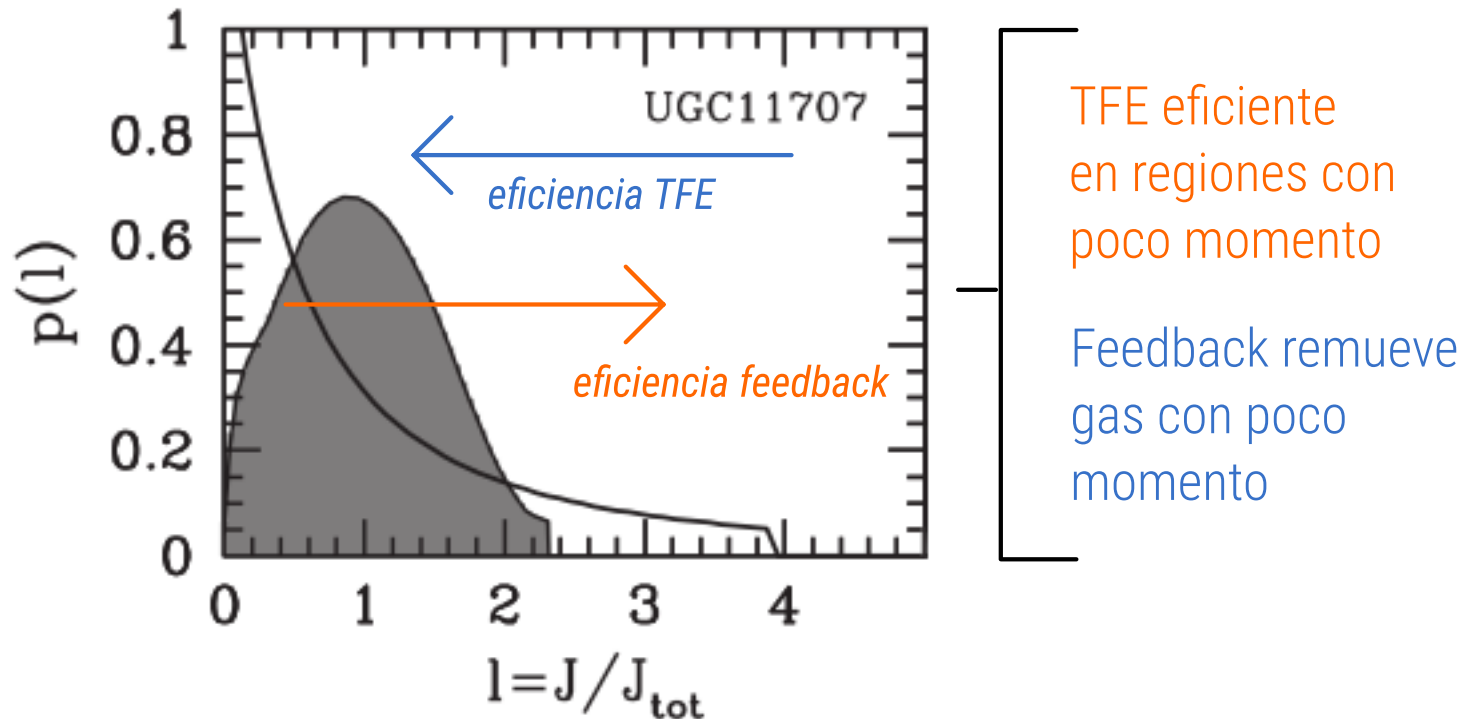 1
0.8
0.6
0.4
0.2
0
p(l)
UGC11707
eficiencia TFE
eficiencia feedback
0 1 2 3 4
l=J/Jtot
TFE eficiente
en regiones con
poco momento
Feedback remueve
gas con poco
momento